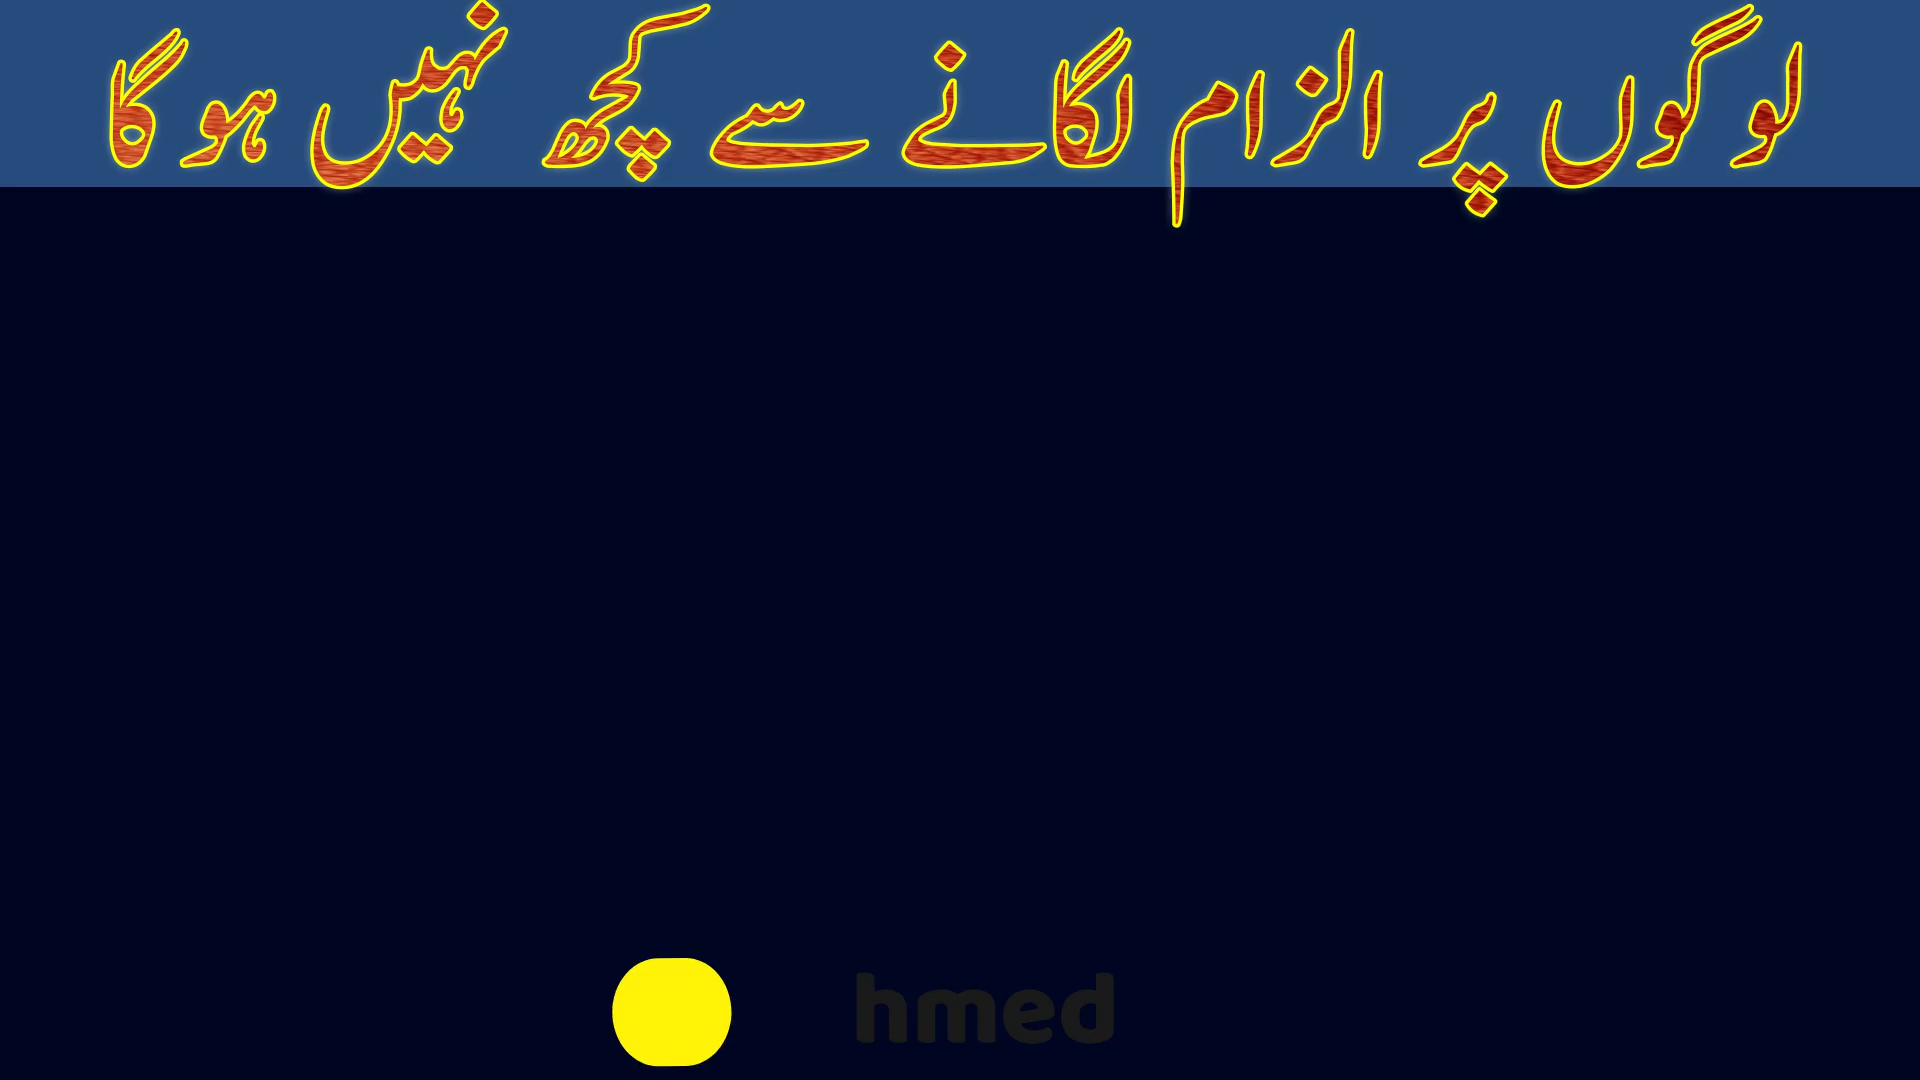 لوگوں پر الزام لگانے سے کچھ نہیں ہوگا
hmed